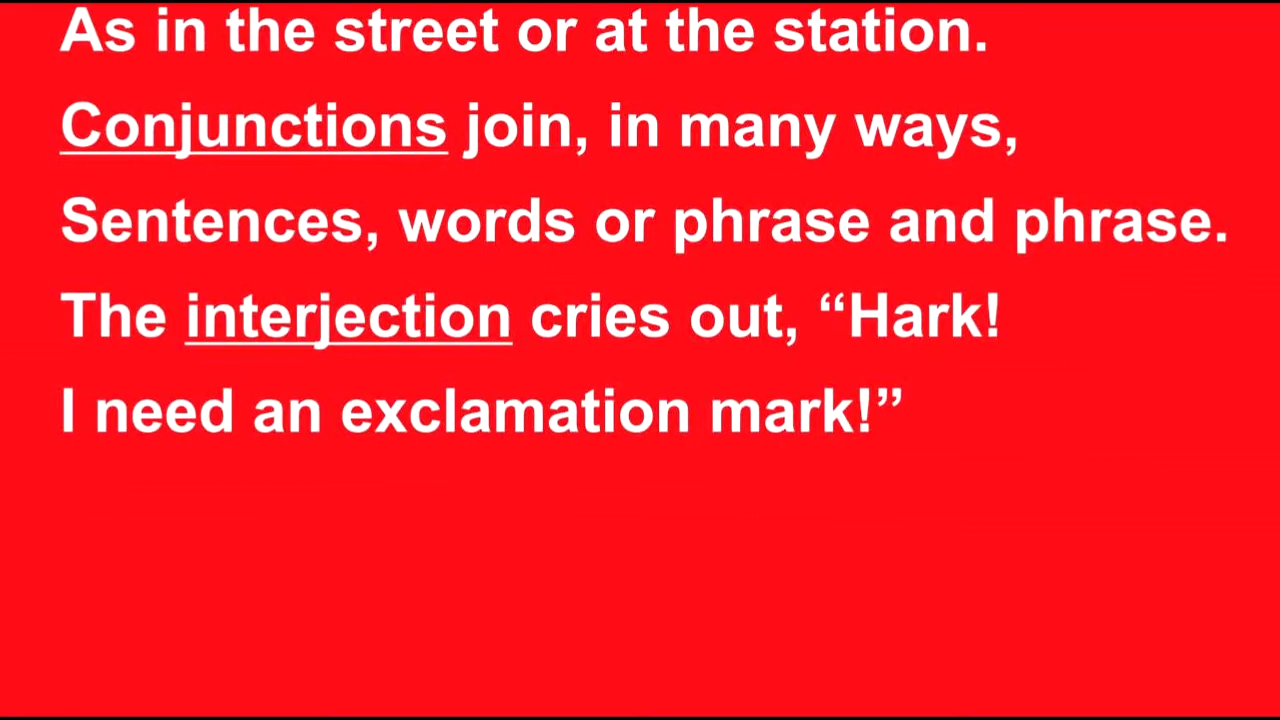 As in the street or at the station.
Conjunctions join, in many ways,
Sentences, words or phrase and phrase.
The interjection cries out, “Hark!
I need an exclamation mark!”